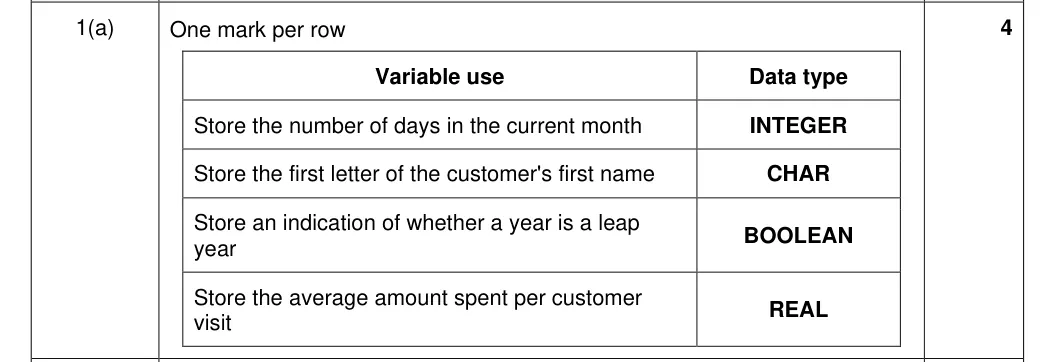 1(a)
One mark per row
4
Variable use
Data type
Store the number of days in the current month
INTEGER
Store the first letter of the customer's first name
CHAR
Store an indication of whether a year is a leap
year
BOOLEAN
Store the average amount spent per customer
visit
REAL